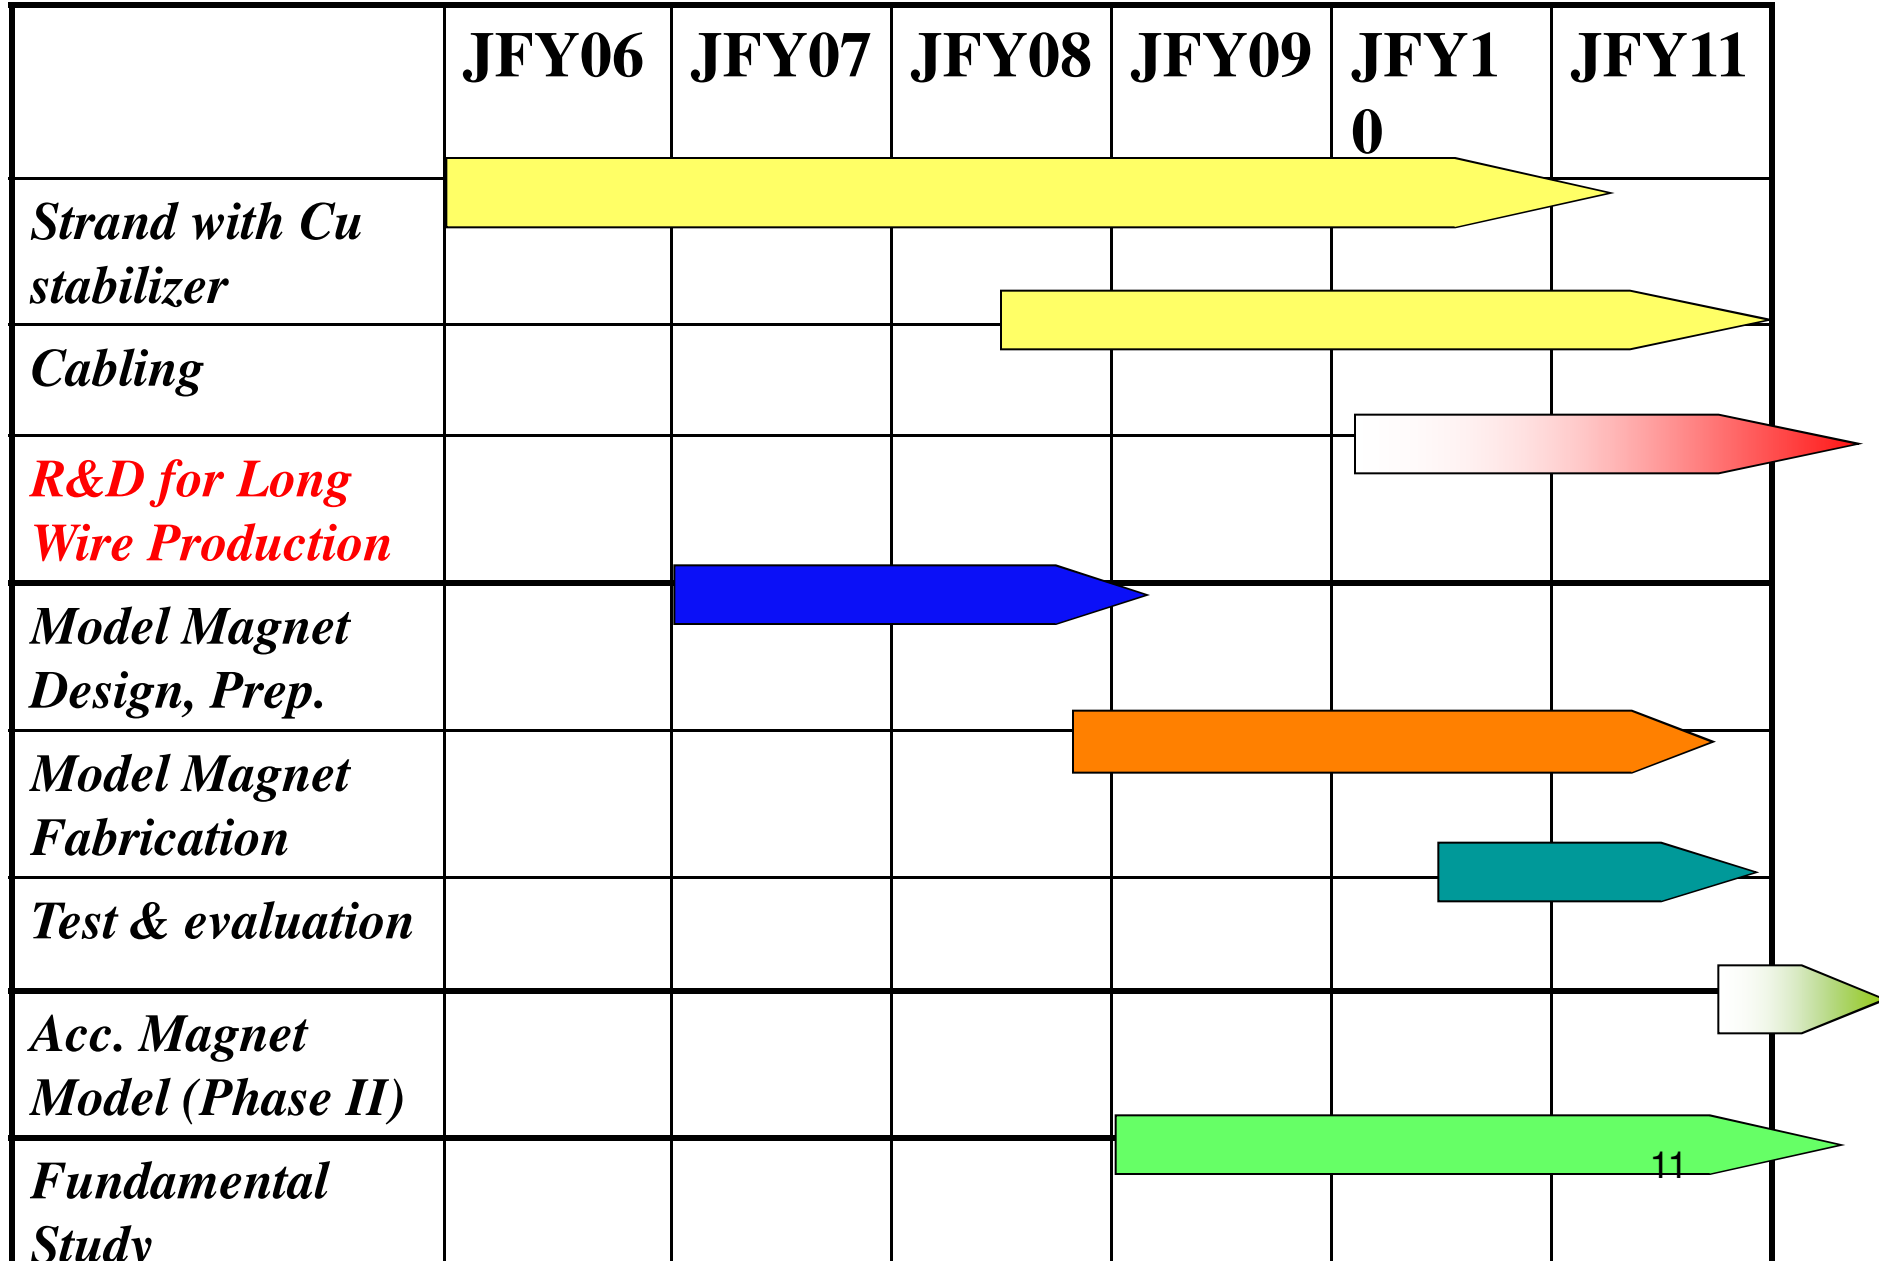 JFY06 JFY07 JFY08 JFY09 JFY1 JFY11
0
Strand with Cu
stabilizer
Cabling
R&D for Long
Wire Production
Model Magnet
Design, Prep.
Model Magnet
Fabrication
Test & evaluation
Acc. Magnet
Model (Phase II)
11
Fundamental
Study